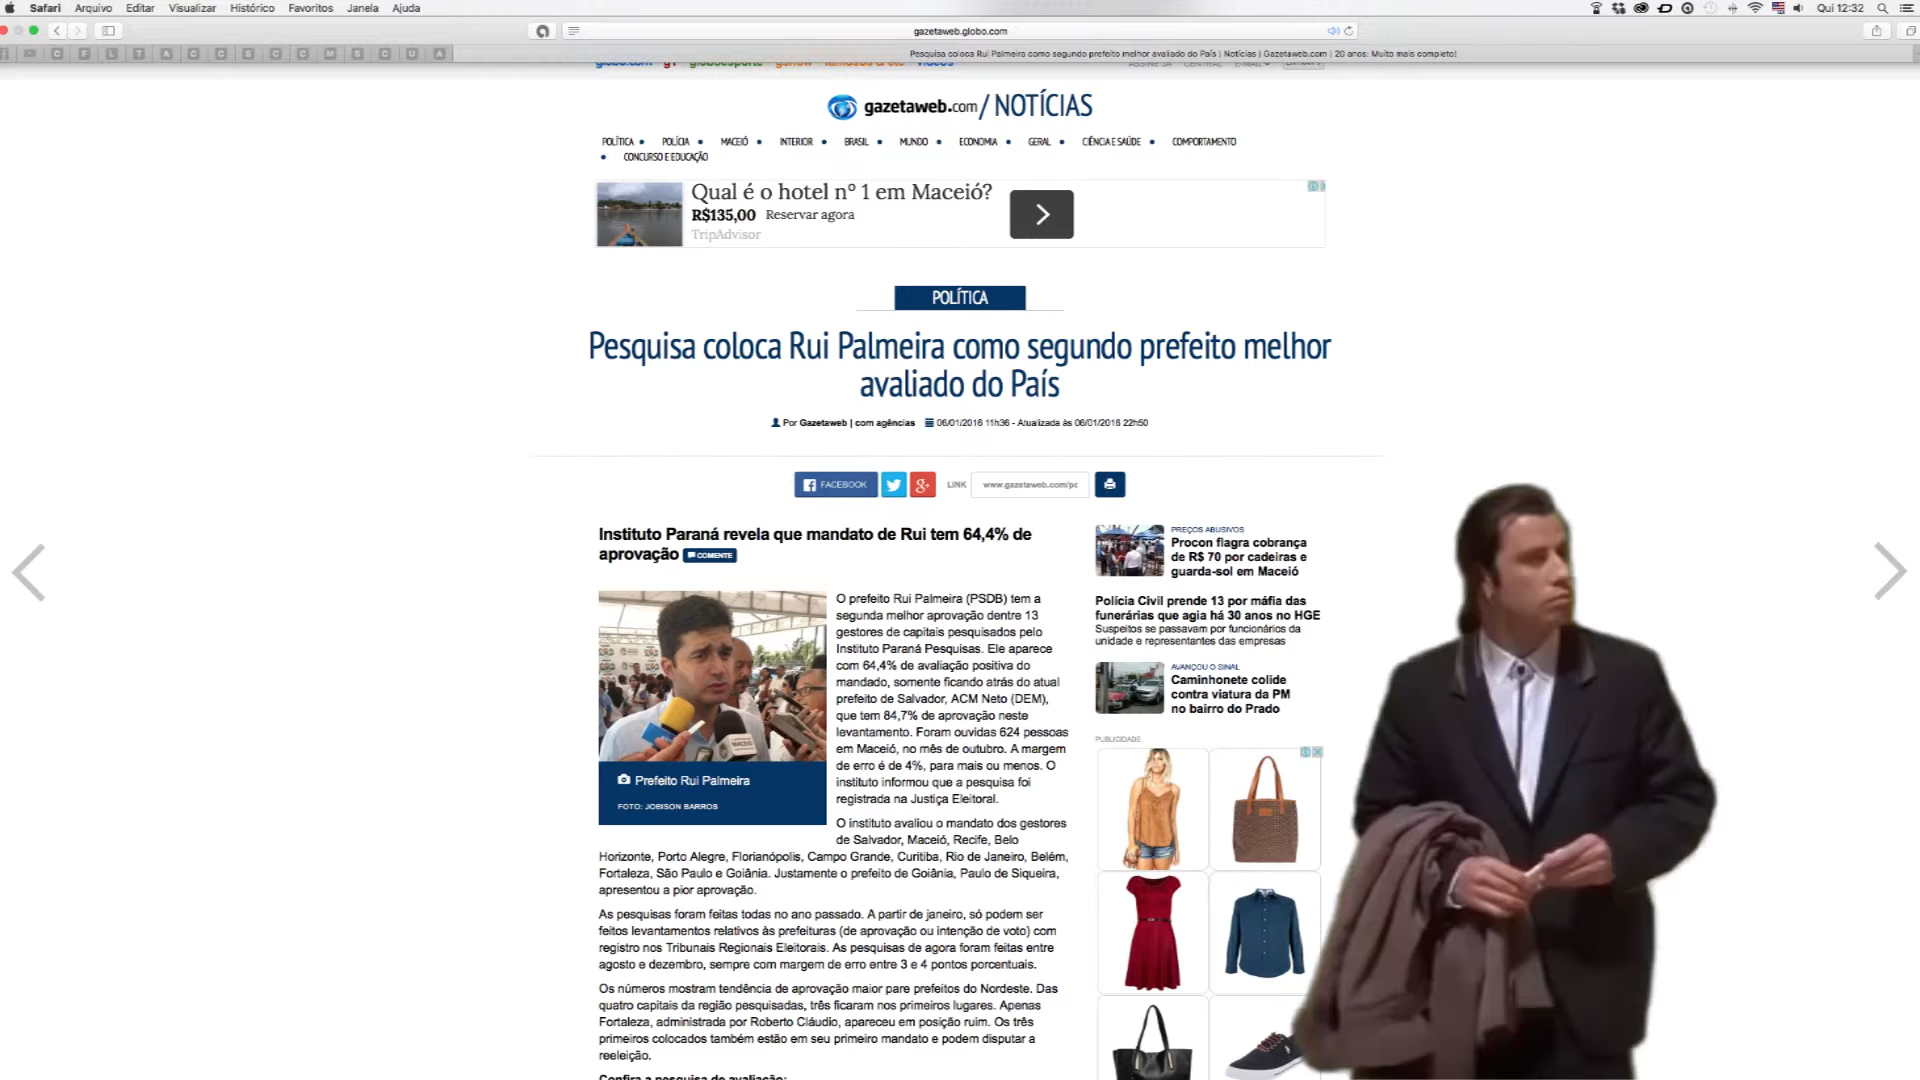 Safari Arquivo Editar Visualizar Histórico Favoritos Janela Ajuda
Qui 12:32
gazetaweb.globo.com
Pesquisa coloca Rui Palmeira como segundo prefeito melhor avaliado do País | Notícias | Gazetaweb.com | 20 anos: Muito mais completo!
gazetaweb.com / NOTÍCIAS
POLÍTICA • POLÍCIA • MACEIÓ • INTERIOR • BRASIL • MUNDO • ECONOMIA • GERAL • CIÊNCIA E SAÚDE • COMPORTAMENTO
• CONCURSO E EDUCAÇÃO
Qual é o hotel nº 1 em Maceió?
R$135,00 Reservar agora
TripAdvisor
POLÍTICA
Pesquisa coloca Rui Palmeira como segundo prefeito melhor
avaliado do País
Por Gazetaweb | com agências 06/01/2016 11h36 - Atualizada às 06/01/2016 22h50
FACEBOOK LINK www.gazetaweb.com/pc
Instituto Paraná revela que mandato de Rui tem 64,4% de
aprovação COMENTE
Prefeito Rui Palmeira
FOTO: JOBISON BARROS
O prefeito Rui Palmeira (PSDB) tem a
segunda melhor aprovação dentre 13
gestores de capitais pesquisados pelo
Instituto Paraná Pesquisas. Ele aparece
com 64,4% de avaliação positiva do
mandado, somente ficando atrás do atual
prefeito de Salvador, ACM Neto (DEM),
que tem 84,7% de aprovação neste
levantamento. Foram ouvidas 624 pessoas
em Maceió, no mês de outubro. A margem
de erro é de 4%, para mais ou menos. O
instituto informou que a pesquisa foi
registrada na Justiça Eleitoral.
O instituto avaliou o mandato dos gestores
de Salvador, Maceió, Recife, Belo
Horizonte, Porto Alegre, Florianópolis, Campo Grande, Curitiba, Rio de Janeiro, Belém,
Fortaleza, São Paulo e Goiânia. Justamente o prefeito de Goiânia, Paulo de Siqueira,
apresentou a pior aprovação.
As pesquisas foram feitas todas no ano passado. A partir de janeiro, só podem ser
feitos levantamentos relativos às prefeituras (de aprovação ou intenção de voto) com
registro nos Tribunais Regionais Eleitorais. As pesquisas de agora foram feitas entre
agosto e dezembro, sempre com margem de erro entre 3 e 4 pontos porcentuais.
Os números mostram tendência de aprovação maior pare prefeitos do Nordeste. Das
quatro capitais da região pesquisadas, três ficaram nos primeiros lugares. Apenas
Fortaleza, administrada por Roberto Cláudio, apareceu em posição ruim. Os três
primeiros colocados também estão em seu primeiro mandato e podem disputar a
reeleição.
Confira a pesquisa de avaliação:
PREÇOS ABUSIVOS
Procon flagra cobrança
de R$ 70 por cadeiras e
guarda-sol em Maceió
Polícia Civil prende 13 por máfia das
funerárias que agia há 30 anos no HGE
Suspeitos se passavam por funcionários da
unidade e representantes das empresas
AVANÇOU O SINAL
Caminhonete colide
contra viatura da PM
no bairro do Prado
PUBLICIDADE